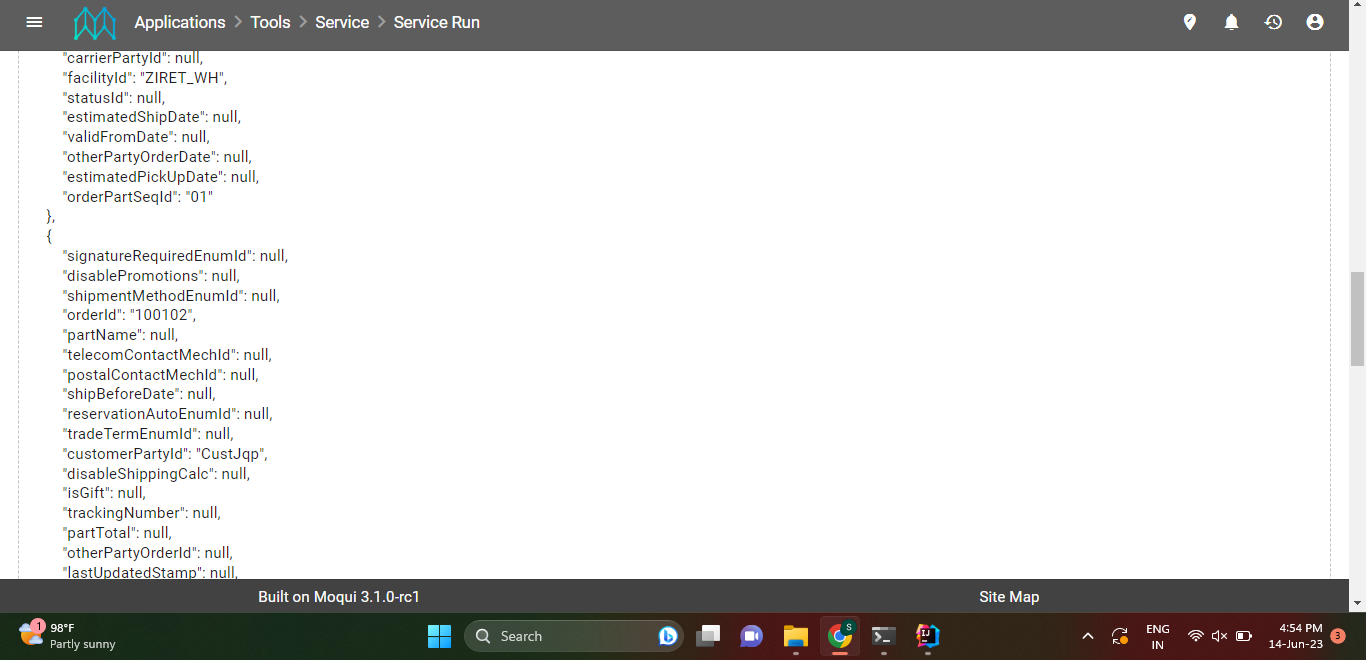 Applications > Tools > Service > Service Run
"carrierPartyId": null,
"facilityId": "ZIRET_WH",
"statusId": null,
"estimatedShipDate": null,
"validFromDate": null,
"otherPartyOrderDate": null,
"estimatedPickUpDate": null,
"orderPartSeqId": "01"
},
{
"signatureRequiredEnumId": null,
"disablePromotions": null,
"shipmentMethodEnumId": null,
"orderId": "100102",
"partName": null,
"telecomContactMechId": null,
"postalContactMechId": null,
"shipBeforeDate": null,
"reservationAutoEnumId": null,
"tradeTermEnumId": null,
"customerPartyId": "CustJqp",
"disableShippingCalc": null,
"isGift": null,
"trackingNumber": null,
"partTotal": null,
"otherPartyOrderId": null,
"lastUpdatedStamp": null,
Built on Moqui 3.1.0-rc1 Site Map
1
98°F
Partly sunny
Search
S
IJ
ENG
IN
4:54 PM
14-Jun-23
3